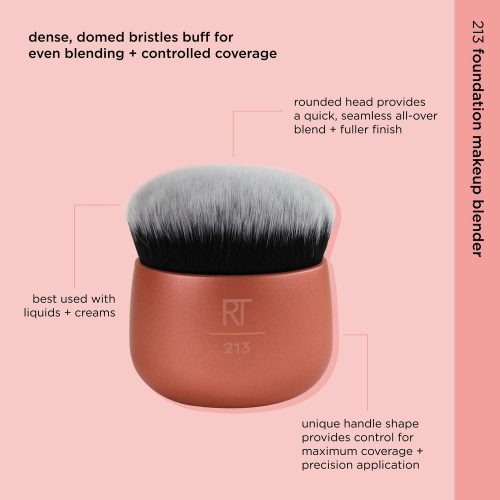 dense, domed bristles buff for
even blending + controlled coverage
rounded head provides
a quick, seamless all-over
blend + fuller finish
best used with
liquids + creams
RT
213
unique handle shape
provides control for
maximum coverage +
precision application
213 foundation makeup blender